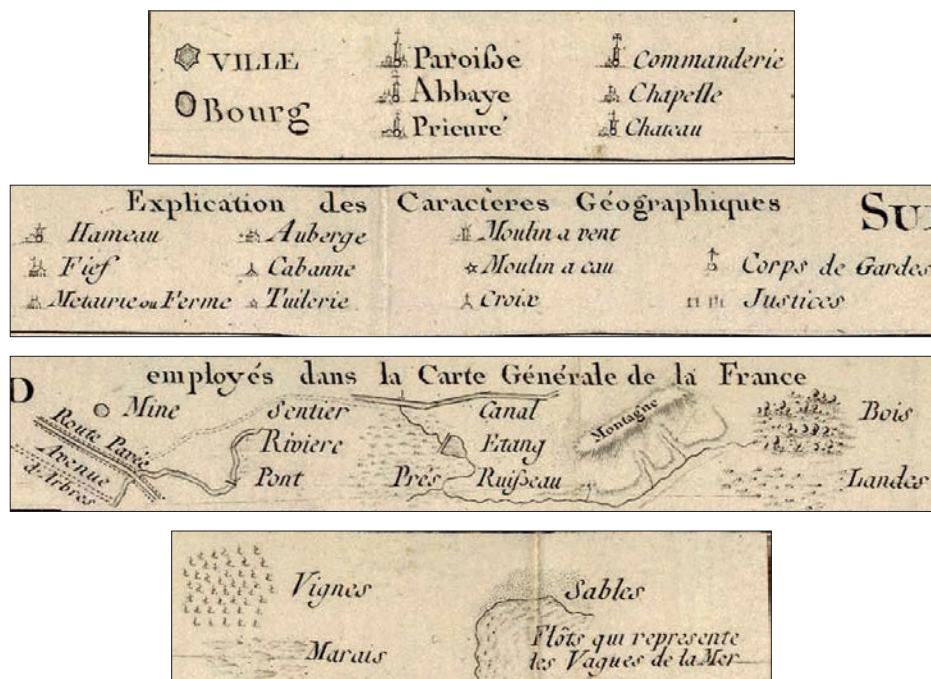 VILLE Paroiſse Commanderie
Bourg Abbaye Chapelle
Prieuré Chateau
Explication des Caractères Géographiques SU
Hameau Auberge Moulin a vent
Fief Cabanne Moulin a eau Corps de Gardes
Metairie ou Ferme Tuilerie Croix Justices
D employés dans la Carte Générale de la France
Mine Sentier Canal Montagne Bois
Route Pavée Riviere Etang
Avenue d'Arbres Pont Prés Ruiſseau Landes
Vignes Sables
Marais Flôts qui represente
les Vagues de la Mer